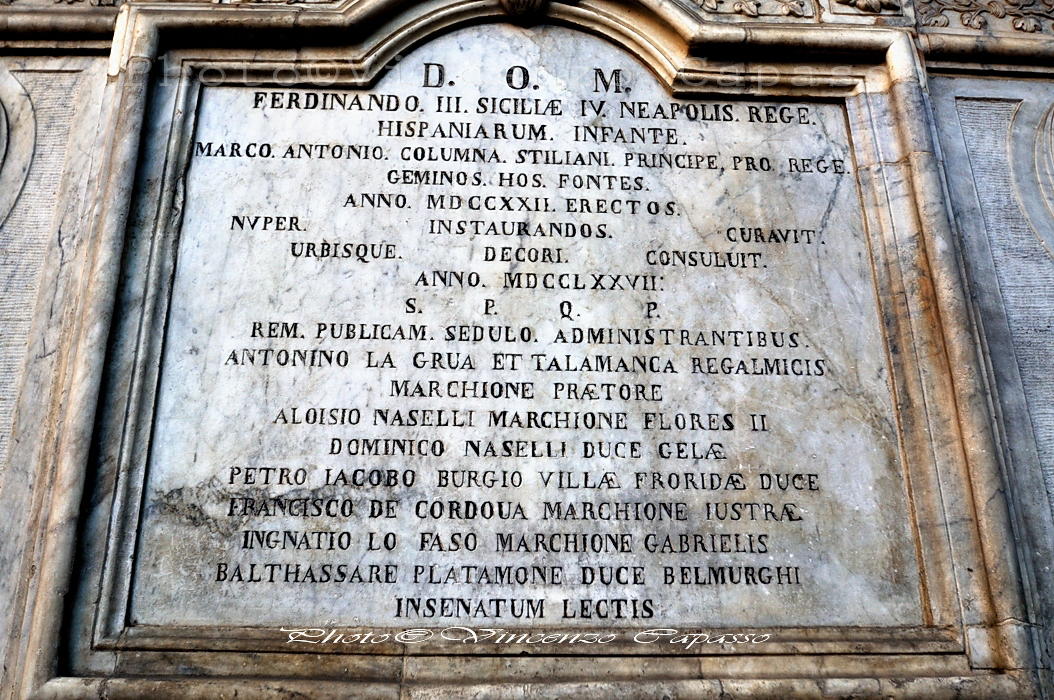 D. O. M.
FERDINANDO. III. SICILIÆ IV. NEAPOLIS. REGE.
HISPANIARUM. INFANTE.
MARCO. ANTONIO. COLUMNA. STILIANI. PRINCIPE, PRO. REGE.
GEMINOS. HOS. FONTES.
ANNO. MDCCXXII. ERECTOS.
NVPER. INSTAURANDOS. CURAVIT.
URBISQUE. DECORI. CONSULUIT.
ANNO. MDCCLXXVII:
S. P. Q. P.
REM. PUBLICAM. SEDULO. ADMINISTRANTIBUS.
ANTONINO LA GRUA ET TALAMANCA REGALMICIS
MARCHIONE PRÆTORE
ALOISIO NASELLI MARCHIONE FLORES II
DOMINICO NASELLI DUCE GELÆ
PETRO IACOBO BURGIO VILLÆ FRORIDÆ DUCE
FRANCISCO DE CORDOUA MARCHIONE IUSTRÆ
INGNATIO LO FASO MARCHIONE GABRIELIS
BALTHASSARE PLATAMONE DUCE BELMURGHI
INSENATUM LECTIS
Photo © Vincenzo Capasso